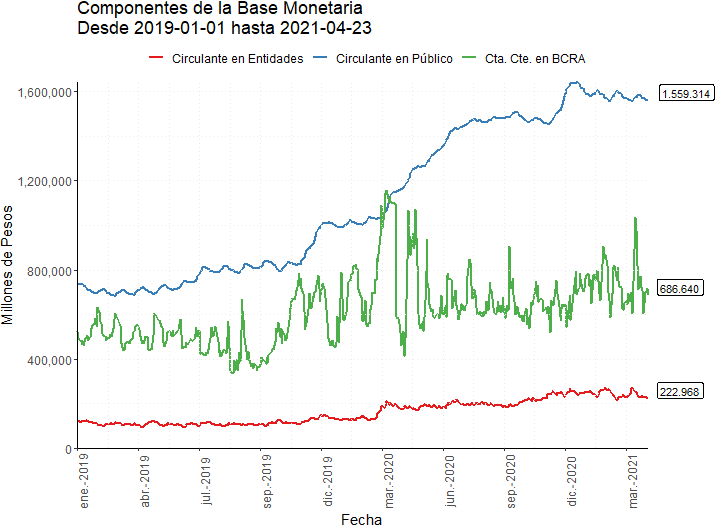 Componentes de la Base Monetaria
Desde 2019-01-01 hasta 2021-04-23
Circulante en Entidades Circulante en Público Cta. Cte. en BCRA
Millones de Pesos
1,600,000
1,200,000
800,000
400,000
0
1.559.314
686.640
222.968
ene.-2019 abr.-2019 jul.-2019 sep.-2019 dic.-2019 mar.-2020 jun.-2020 sep.-2020 dic.-2020 mar.-2021
Fecha